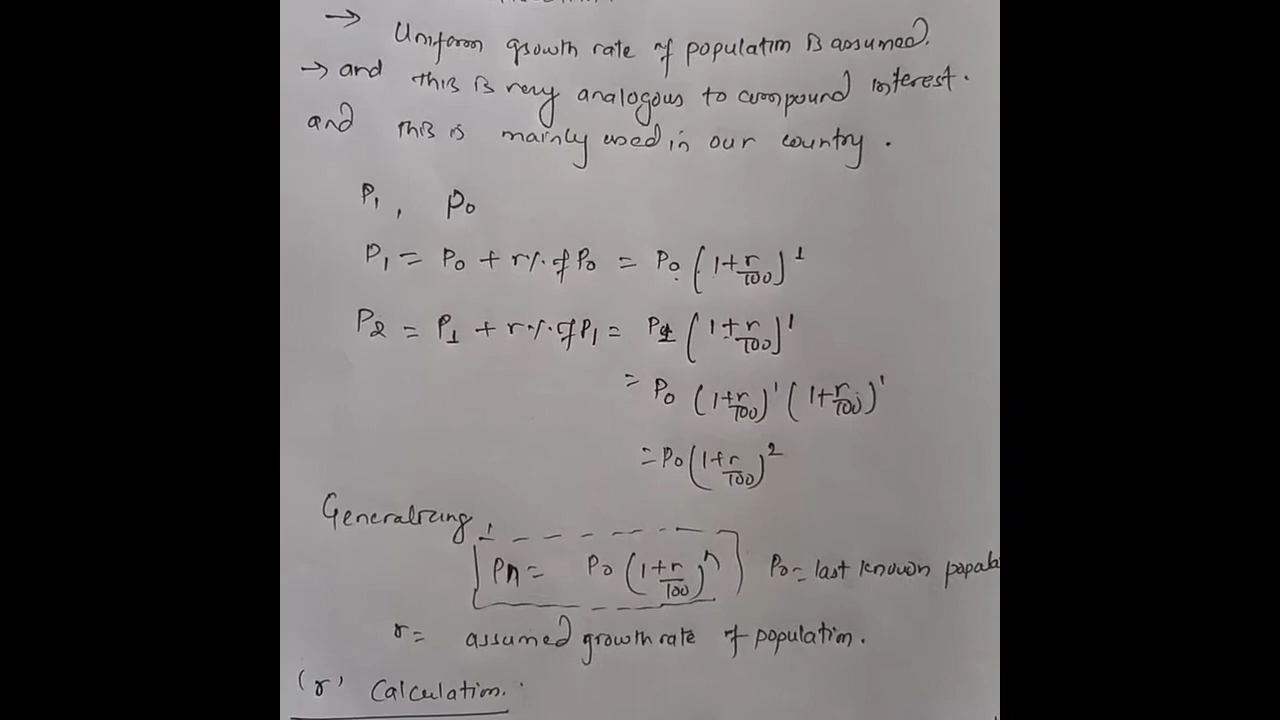 → Uniform growth rate of population is assumed.
→ and this is very analogous to compound interest.
and this is mainly used in our country.
P₁, P₀
P₁ = P₀ + r% of P₀ = P₀ (1+r/100)¹
P₂ = P₁ + r% of P₁ = P₁ (1+r/100)¹
= P₀ (1+r/100)¹ (1+r/100)¹
= P₀ (1+r/100)²
Generalizing
Pn = P₀ (1+r/100)ⁿ P₀ = last known popula
r = assumed growth rate of population.
(r' Calculation.